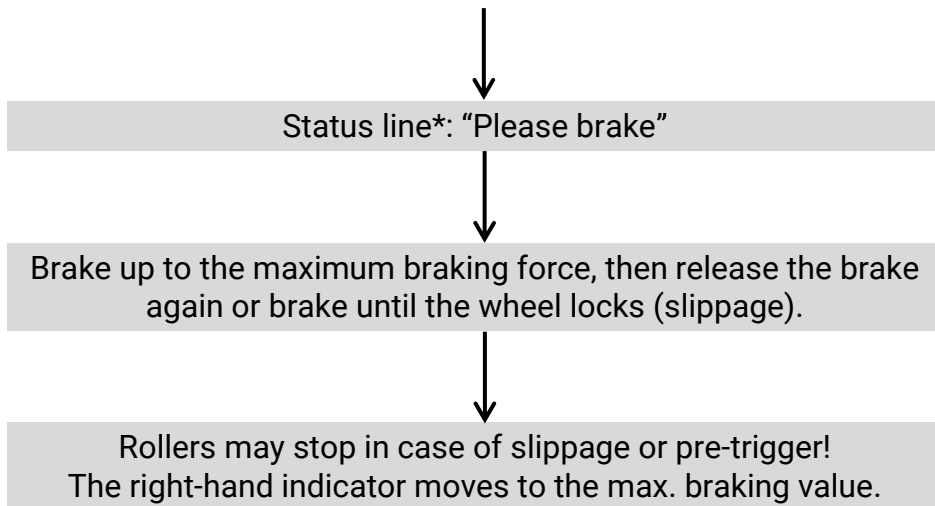 Status line*: “Please brake”
Brake up to the maximum braking force, then release the brake
again or brake until the wheel locks (slippage).
Rollers may stop in case of slippage or pre-trigger!
The right-hand indicator moves to the max. braking value.